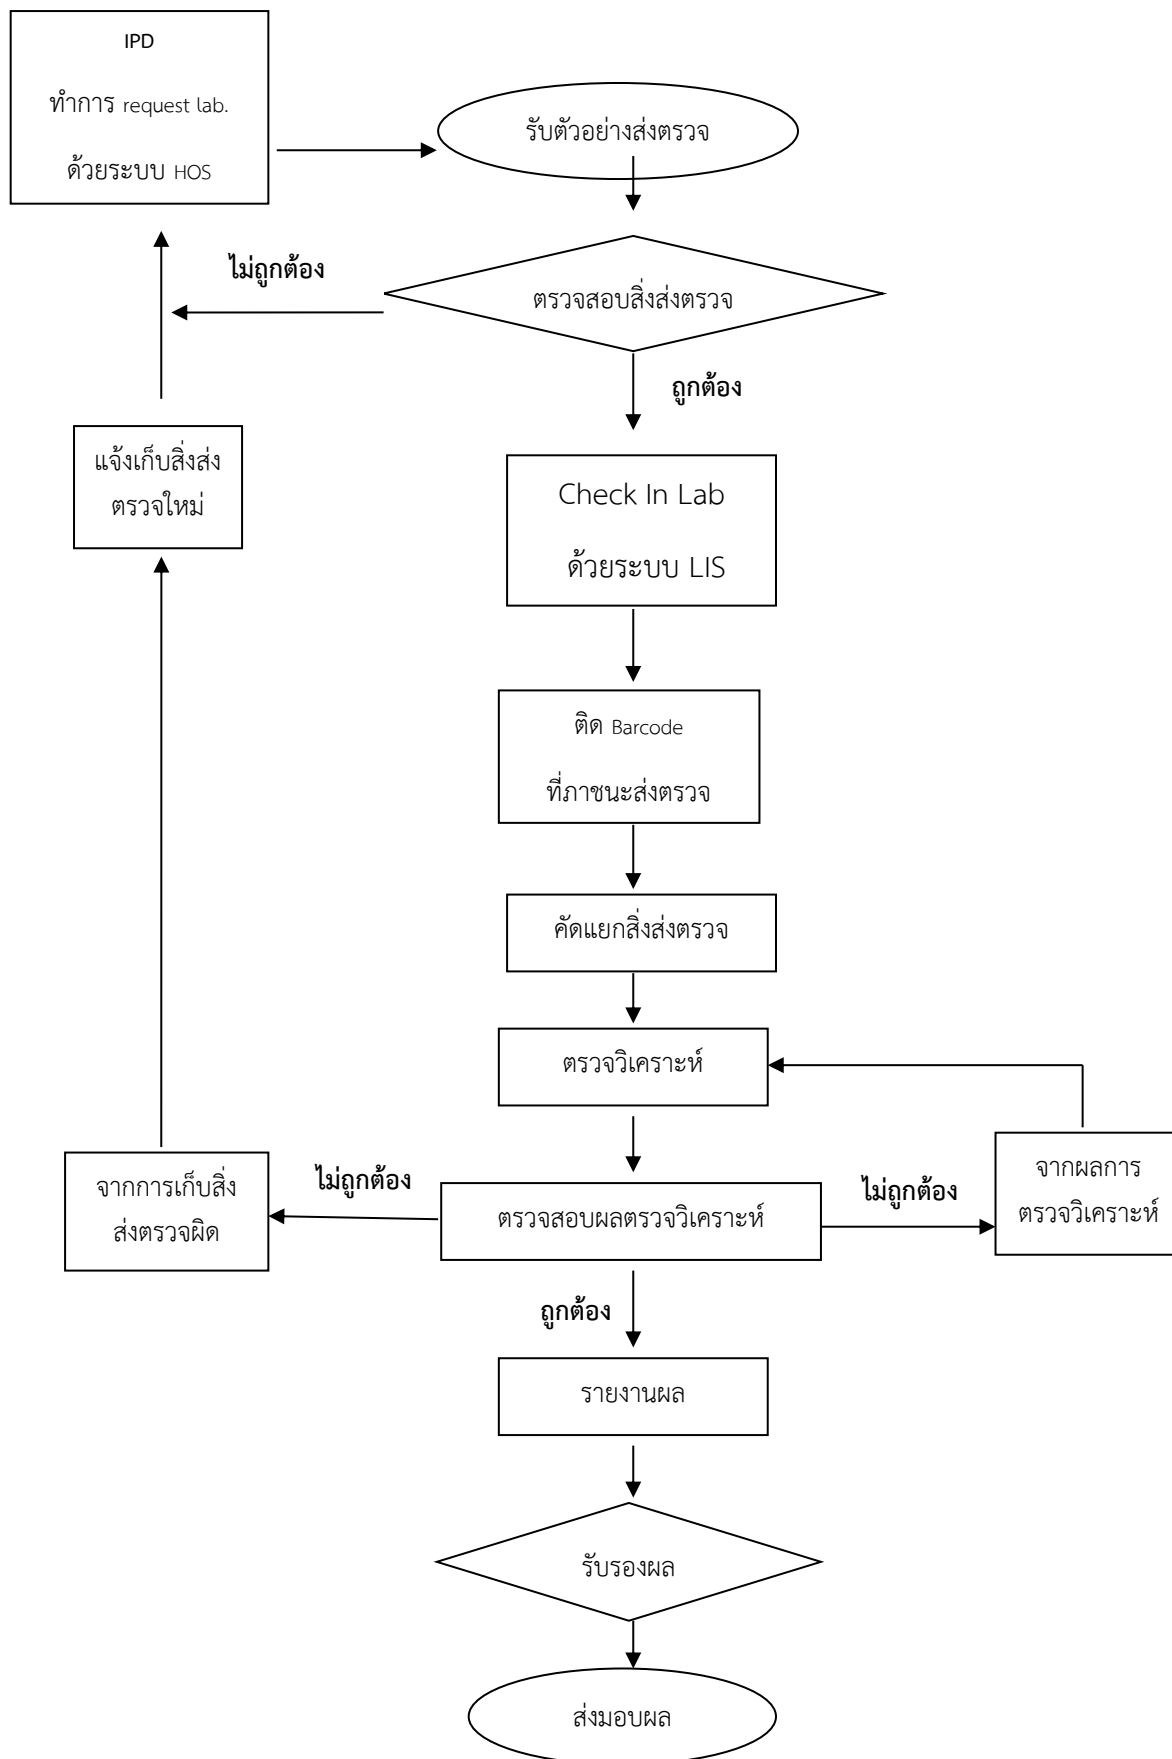 IPD
ทำการ request lab.
ด้วยระบบ HOS
รับตัวอย่างส่งตรวจ
ไม่ถูกต้อง
ตรวจสอบสิ่งส่งตรวจ
ถูกต้อง
แจ้งเก็บสิ่งส่ง
ตรวจใหม่
Check In Lab
ด้วยระบบ LIS
ติด Barcode
ที่ภาชนะส่งตรวจ
คัดแยกสิ่งส่งตรวจ
ตรวจวิเคราะห์
จากการเก็บสิ่ง
ส่งตรวจผิด
ไม่ถูกต้อง
ตรวจสอบผลตรวจวิเคราะห์
ไม่ถูกต้อง
จากผลการ
ตรวจวิเคราะห์
ถูกต้อง
รายงานผล
รับรองผล
ส่งมอบผล